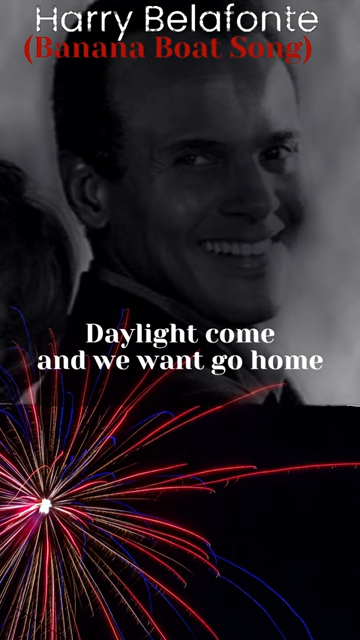 Harry Belafonte
(Banana Boat Song)
Daylight come
and we want go home